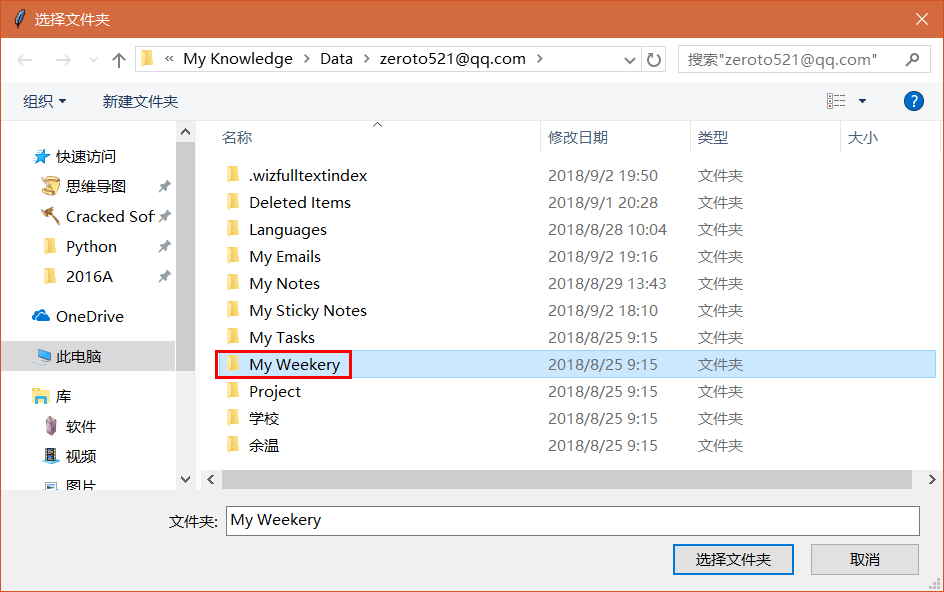 选择文件夹
« My Knowledge > Data > zeroto521@qq.com >
搜索"zeroto521@qq.com"
组织
新建文件夹
?
快速访问
思维导图
Cracked Sof
Python
2016A
OneDrive
此电脑
库
软件
视频
图片
名称 修改日期 类型 大小
.wizfulltextindex 2018/9/2 19:50 文件夹
Deleted Items 2018/9/1 20:28 文件夹
Languages 2018/8/28 10:04 文件夹
My Emails 2018/9/2 19:16 文件夹
My Notes 2018/8/29 13:43 文件夹
My Sticky Notes 2018/9/2 18:10 文件夹
My Tasks 2018/8/25 9:15 文件夹
My Weekery 2018/8/25 9:15 文件夹
Project 2018/8/25 9:15 文件夹
学校 2018/8/25 9:15 文件夹
余温 2018/8/25 9:15 文件夹
文件夹: My Weekery
选择文件夹 取消